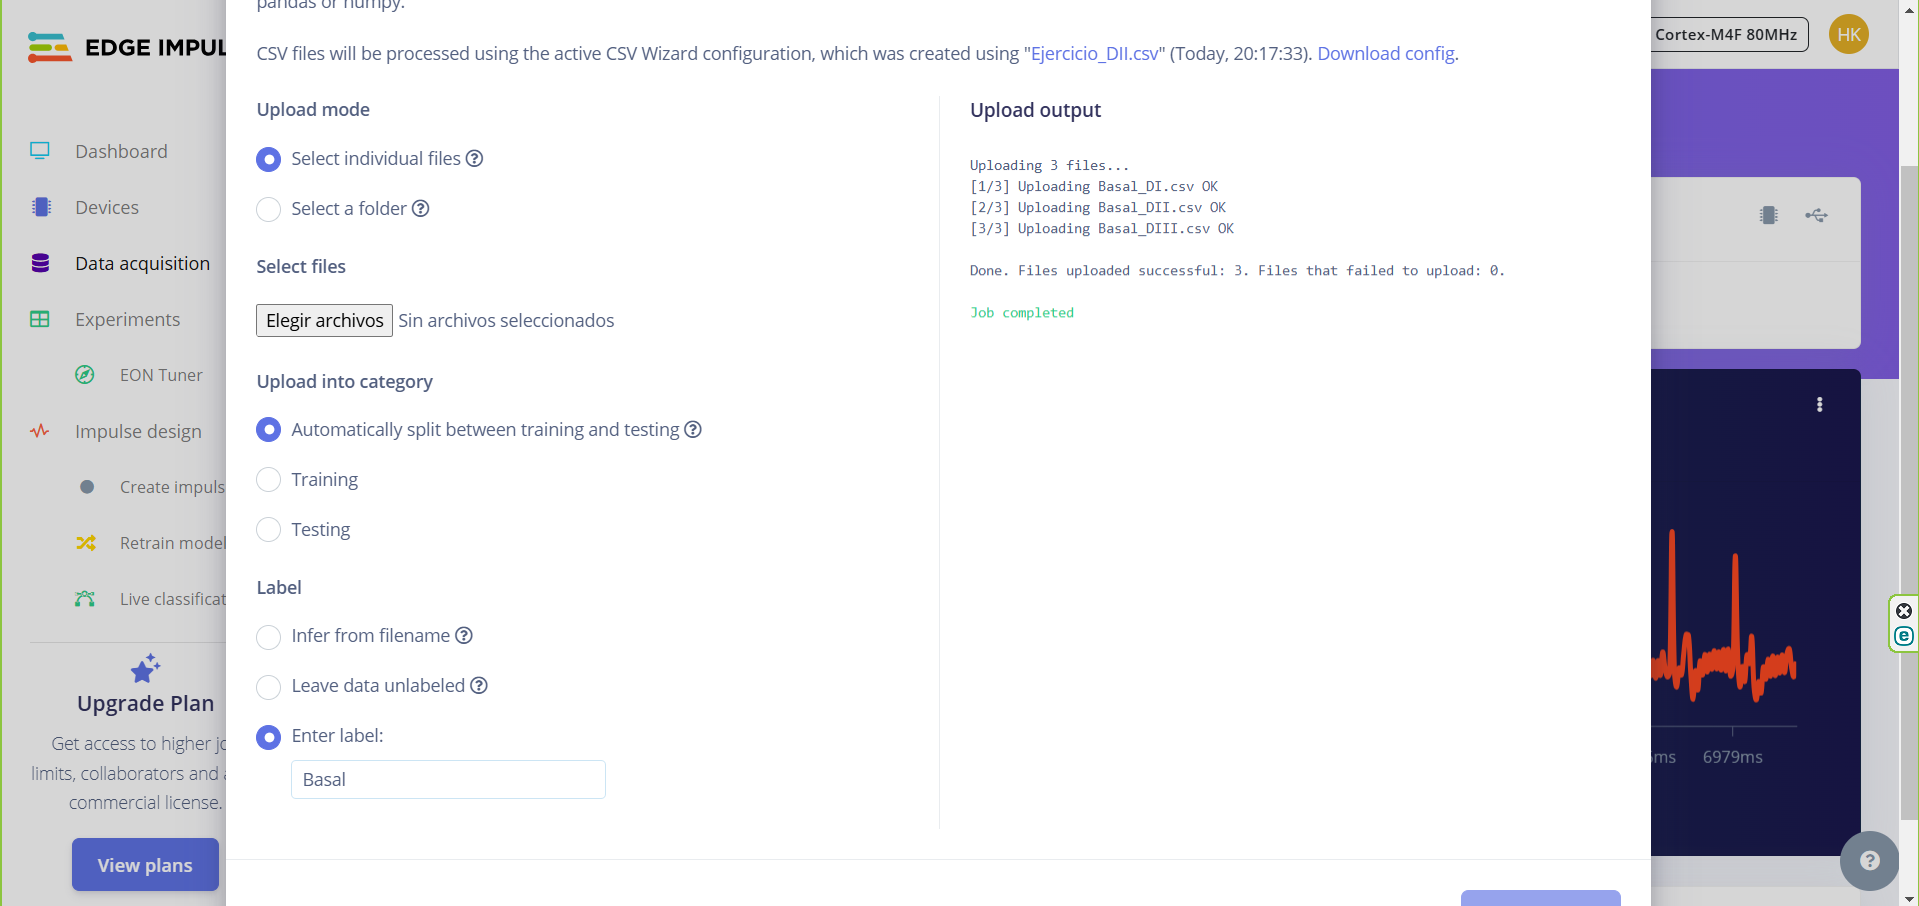 EDGE IMPUL
Dashboard
Devices
Data acquisition
Experiments
EON Tuner
Impulse design
Create impuls
Retrain model
Live classificat
Upgrade Plan
Get access to higher jo
limits, collaborators and a
commercial license.
View plans
pandas or numpy.
CSV files will be processed using the active CSV Wizard configuration, which was created using "Ejercicio_DII.csv" (Today, 20:17:33). Download config.
Upload mode
Select individual files
Select a folder
Select files
Elegir archivos Sin archivos seleccionados
Upload into category
Automatically split between training and testing
Training
Testing
Label
Infer from filename
Leave data unlabeled
Enter label:
Basal
Upload output
Uploading 3 files...
[1/3] Uploading Basal_DI.csv OK
[2/3] Uploading Basal_DII.csv OK
[3/3] Uploading Basal_DIII.csv OK
Done. Files uploaded successful: 3. Files that failed to upload: 0.
Job completed
Cortex-M4F 80MHz
HK
ms 6979ms